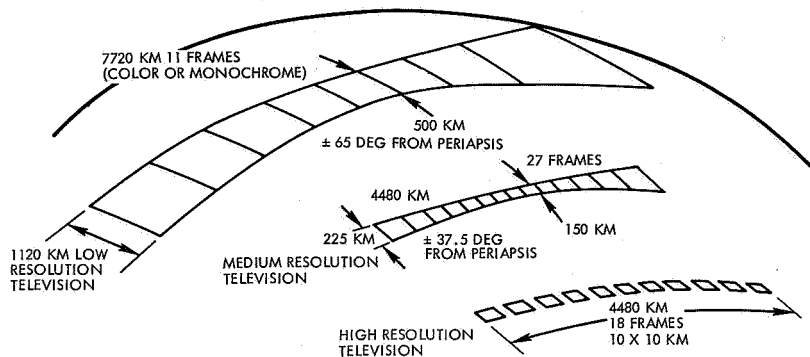 7720 KM 11 FRAMES
(COLOR OR MONOCHROME)
500 KM
± 65 DEG FROM PERIAPSIS
27 FRAMES
4480 KM
150 KM
225 KM
± 37.5 DEG
FROM PERIAPSIS
1120 KM LOW
RESOLUTION
TELEVISION
MEDIUM RESOLUTION
TELEVISION
4480 KM
18 FRAMES
10 X 10 KM
HIGH RESOLUTION
TELEVISION